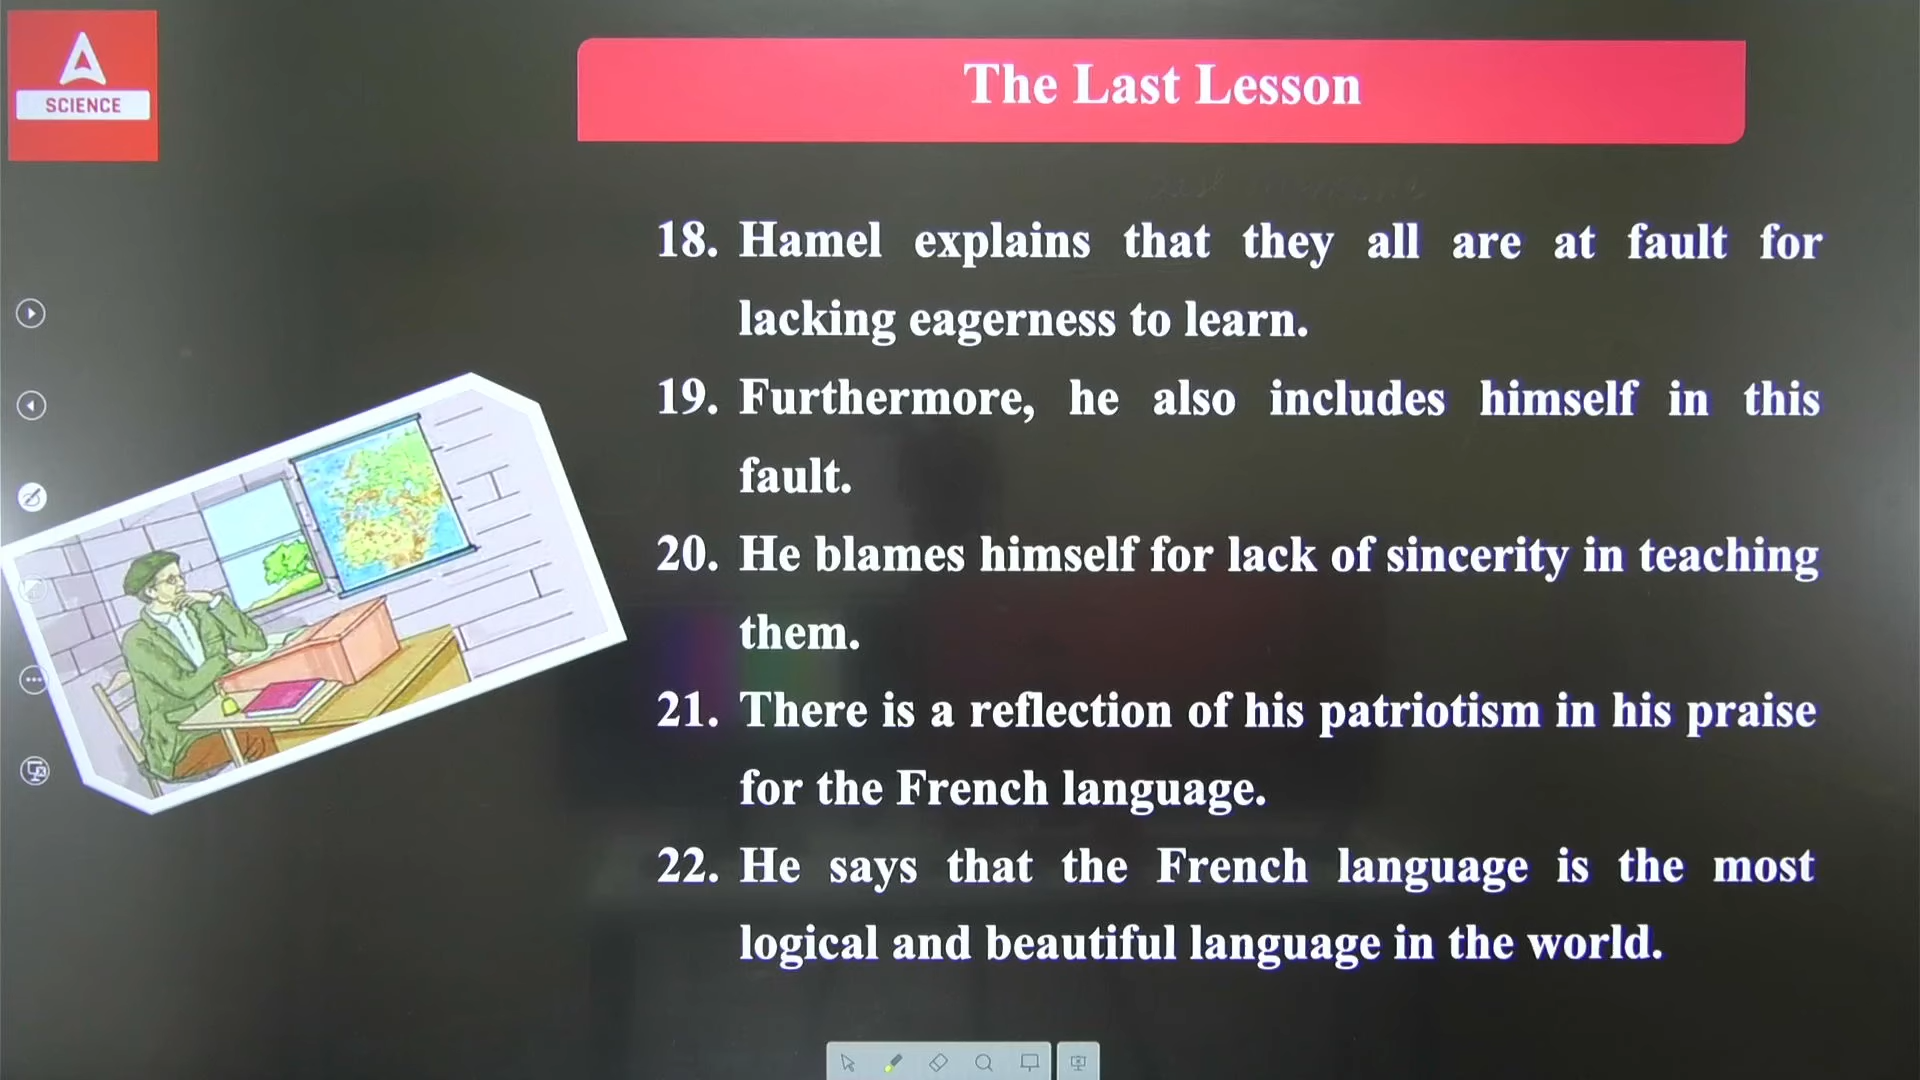 SCIENCE
The Last Lesson
18. Hamel explains that they all are at fault for
lacking eagerness to learn.
19. Furthermore, he also includes himself in this
fault.
20. He blames himself for lack of sincerity in teaching
them.
21. There is a reflection of his patriotism in his praise
for the French language.
22. He says that the French language is the most
logical and beautiful language in the world.